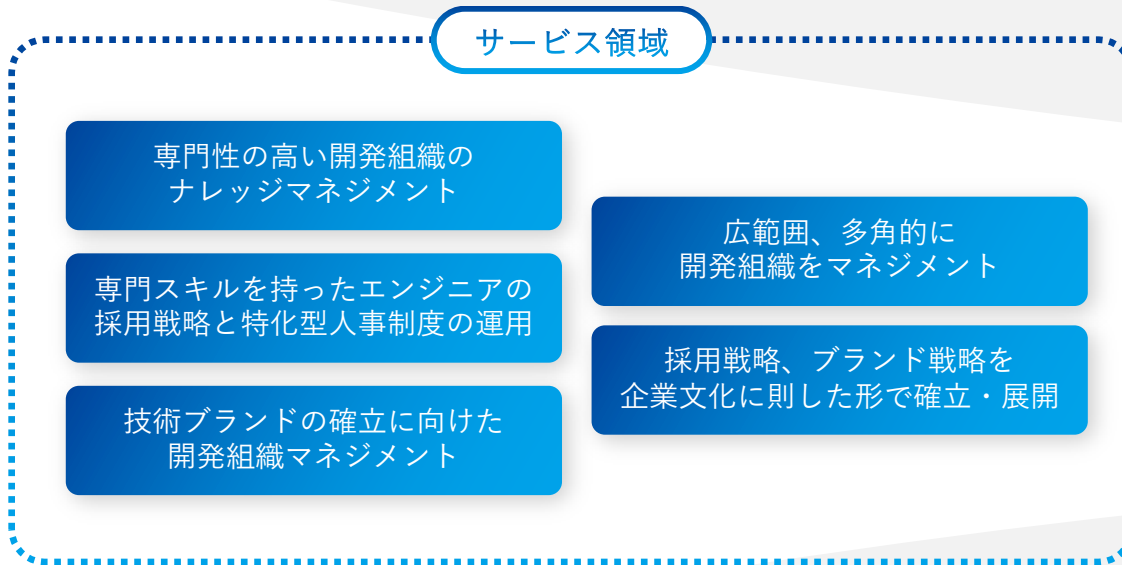 サービス領域
専門性の高い開発組織の
ナレッジマネジメント
専門スキルを持ったエンジニアの
採用戦略と特化型人事制度の運用
技術ブランドの確立に向けた
開発組織マネジメント
広範囲、多角的に
開発組織をマネジメント
採用戦略、ブランド戦略を
企業文化に則した形で確立・展開